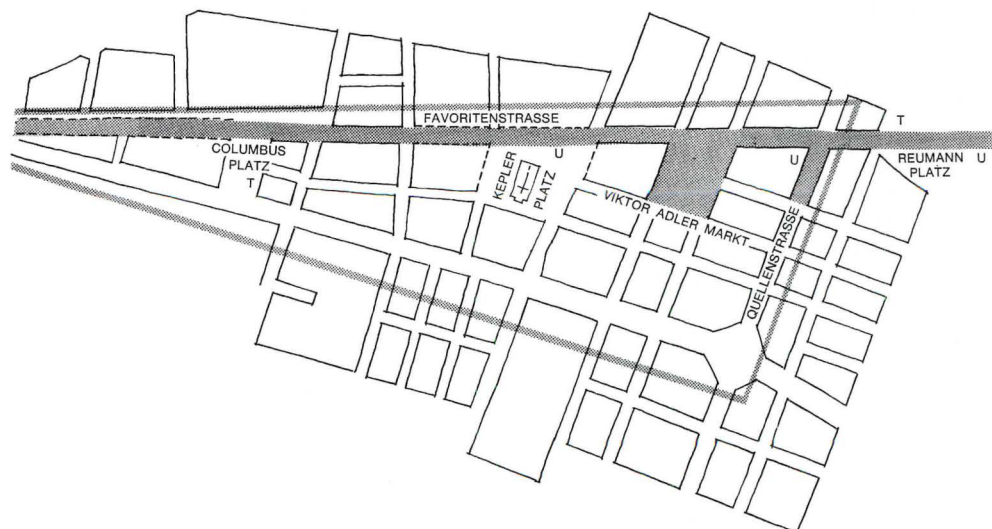 FAVORITENSTRASSE
T
COLUMBUS
PLATZ
T
KEPLER
PLATZ
U
U
REUMANN
PLATZ
U
VIKTOR ADLER MARKT
QUELLENSTRASSE